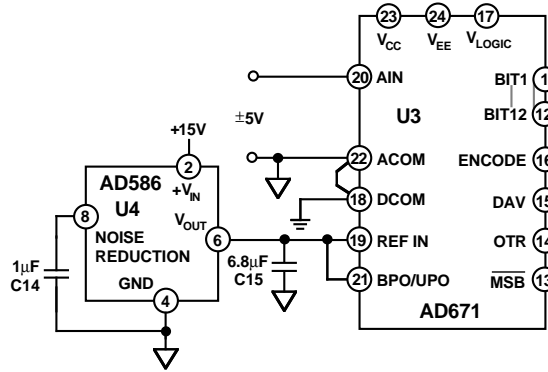 23
24
17
VCC
VEE
VLOGIC
20
AIN
BIT1
1
±5V
U3
BIT12
12
+15V
2
22
ACOM
ENCODE
16
AD586
+VIN
U4
18
DCOM
DAV
15
8
VOUT
NOISE
REDUCTION
6
19
REF IN
OTR
14
1µF
C14
GND
6.8µF
C15
21
BPO/UPO
MSB
13
4
AD671